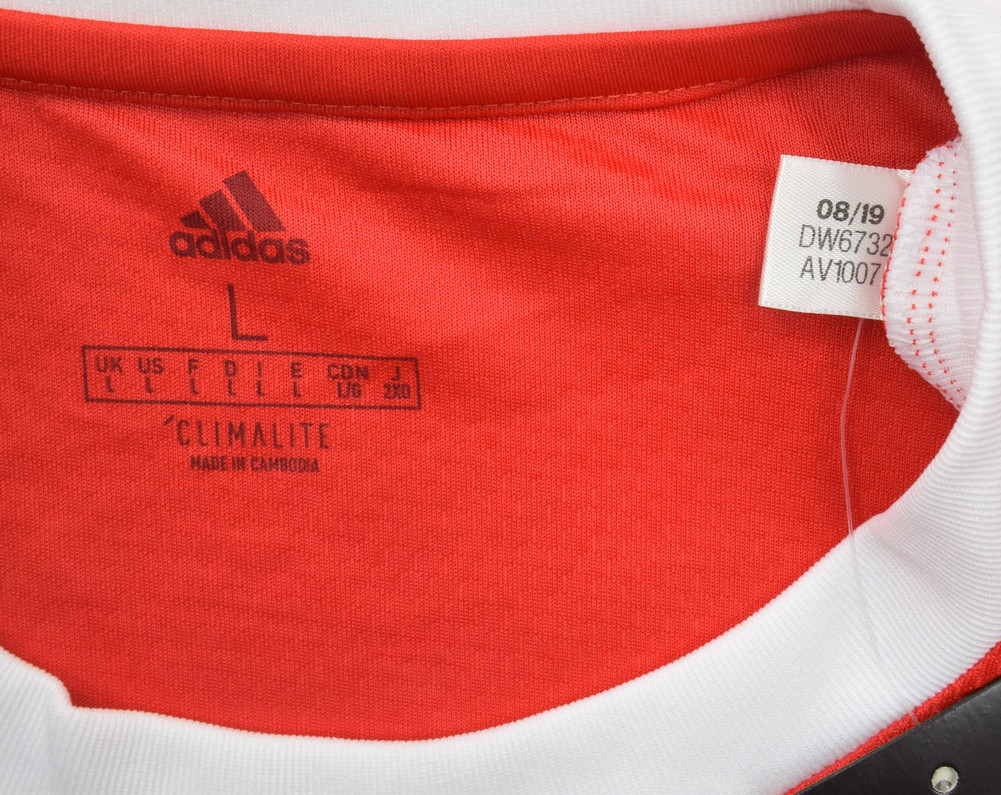 adidas
L
UK US F D I E CDN J
L L L L L L L/G 2XO
CLIMALITE
MADE IN CAMBODIA
08/19
DW6732
AV1007